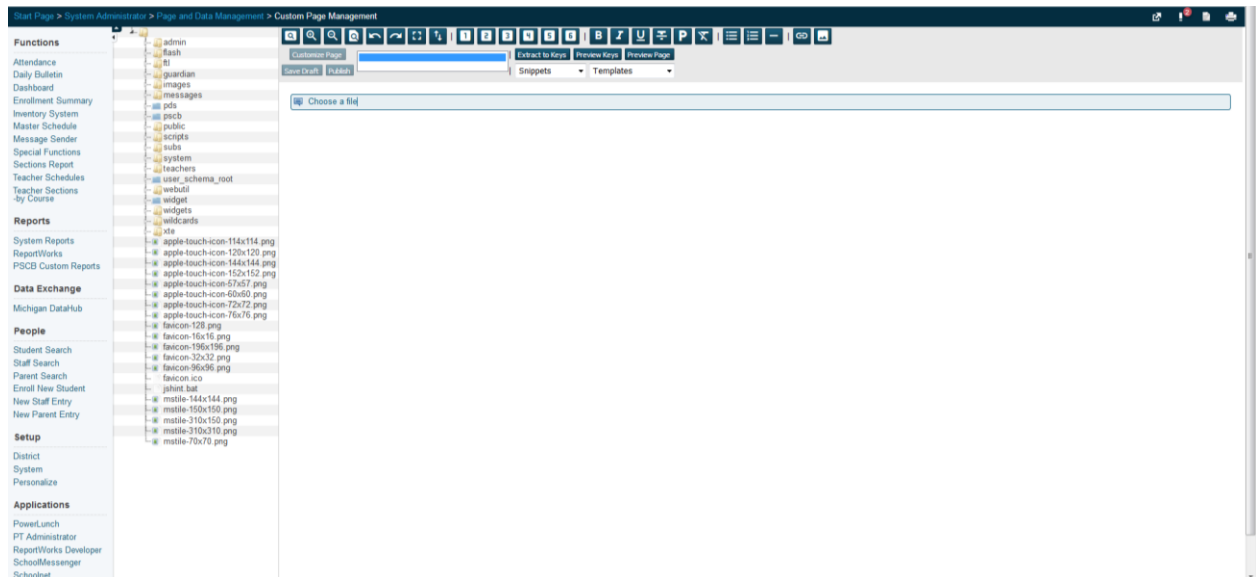 Start Page > System Administrator > Page and Data Management > Custom Page Management
2
Functions
Attendance
Daily Bulletin
Dashboard
Enrollment Summary
Inventory System
Master Schedule
Message Sender
Special Functions
Sections Report
Teacher Schedules
Teacher Sections
-by Course
Reports
System Reports
ReportWorks
PSCB Custom Reports
Data Exchange
Michigan DataHub
People
Student Search
Staff Search
Parent Search
Enroll New Student
New Staff Entry
New Parent Entry
Setup
District
System
Personalize
Applications
PowerLunch
PT Administrator
ReportWorks Developer
SchoolMessenger
Schoolnet
admin
flash
ftl
guardian
images
messages
pds
pscb
public
scripts
subs
system
teachers
user_schema_root
webutil
widget
widgets
wildcards
xte
apple-touch-icon-114x114.png
apple-touch-icon-120x120.png
apple-touch-icon-144x144.png
apple-touch-icon-152x152.png
apple-touch-icon-57x57.png
apple-touch-icon-60x60.png
apple-touch-icon-72x72.png
apple-touch-icon-76x76.png
favicon-128.png
favicon-16x16.png
favicon-196x196.png
favicon-32x32.png
favicon-96x96.png
favicon.ico
jshint.bat
mstile-144x144.png
mstile-150x150.png
mstile-310x150.png
mstile-310x310.png
mstile-70x70.png
1 2 3 4 5 6 | B I U P
Customize Page | Extract to Keys Preview Keys Preview Page
Save Draft Publish | Snippets Templates
Choose a file